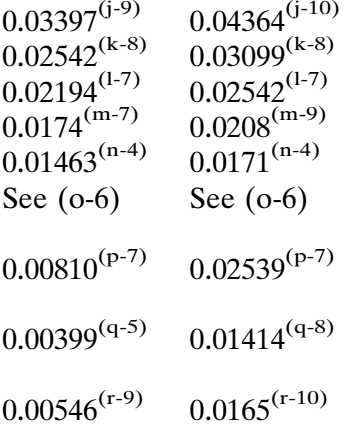 0.03397(j-9) 0.04364(j-10)
0.02542(k-8) 0.03099(k-8)
0.02194(l-7) 0.02542(l-7)
0.0174(m-7) 0.0208(m-9)
0.01463(n-4) 0.0171(n-4)
See (o-6) See (o-6)
0.00810(p-7) 0.02539(p-7)
0.00399(q-5) 0.01414(q-8)
0.00546(r-9) 0.0165(r-10)